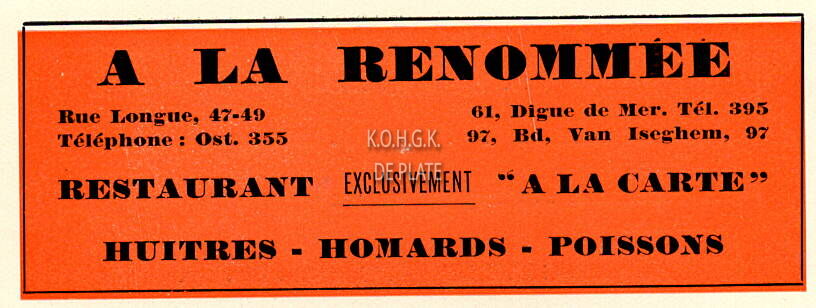 A LA RENOMMÉE
Rue Longue, 47-49
Téléphone : Ost. 355
61, Digue de Mer. Tél. 395
97, Bd, Van Iseghem, 97
K.O.H.G.K.
DE PLATE
RESTAURANT EXCLUSIVEMENT “A LA CARTE”
HUITRES - HOMARDS - POISSONS